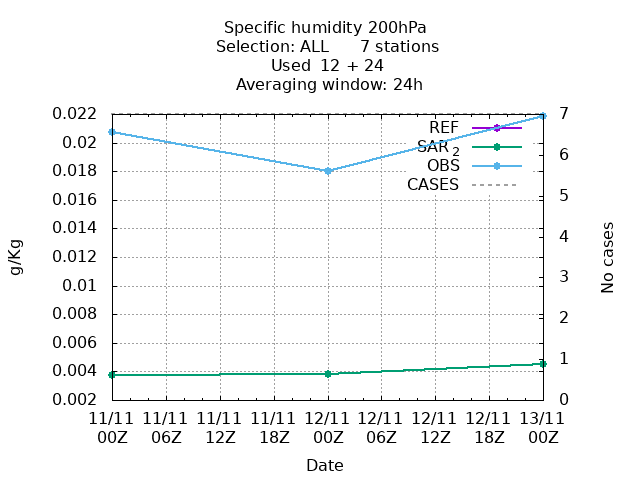 Specific humidity 200hPa
Selection: ALL 7 stations
Used 12 + 24
Averaging window: 24h
0.022
0.02
0.018
0.016
0.014
0.012
0.01
0.008
0.006
0.004
0.002
g/Kg
REF
SAR 2
OBS
CASES
7
6
5
4
3
2
1
0
No cases
11/11 11/11 11/11 11/11 12/11 12/11 12/11 12/11 13/11
00Z 06Z 12Z 18Z 00Z 06Z 12Z 18Z 00Z
Date